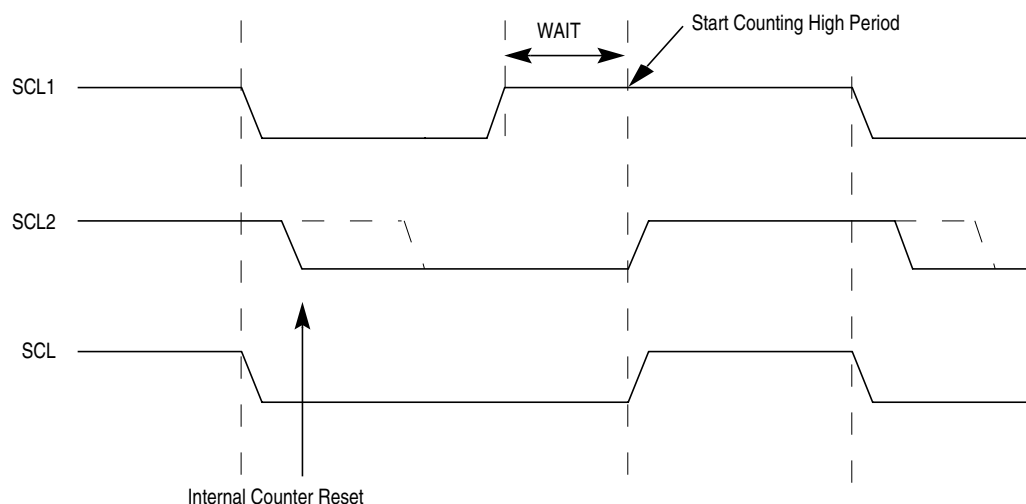 WAIT
Start Counting High Period
SCL1
SCL2
SCL
Internal Counter Reset